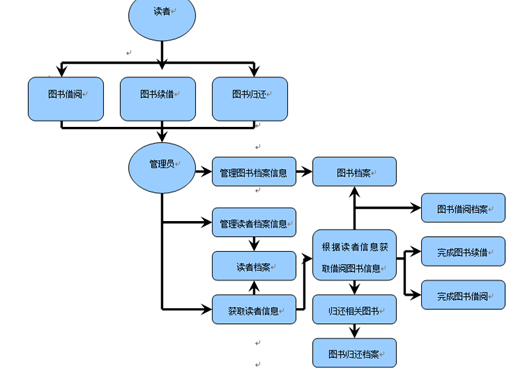 读者
图书借阅
图书续借
图书归还
管理员
管理图书档案信息
图书档案
图书借阅档案
管理读者档案信息
根据读者信息获
取借阅图书信息
完成图书续借
读者档案
完成图书借阅
获取读者信息
归还相关图书
图书归还档案